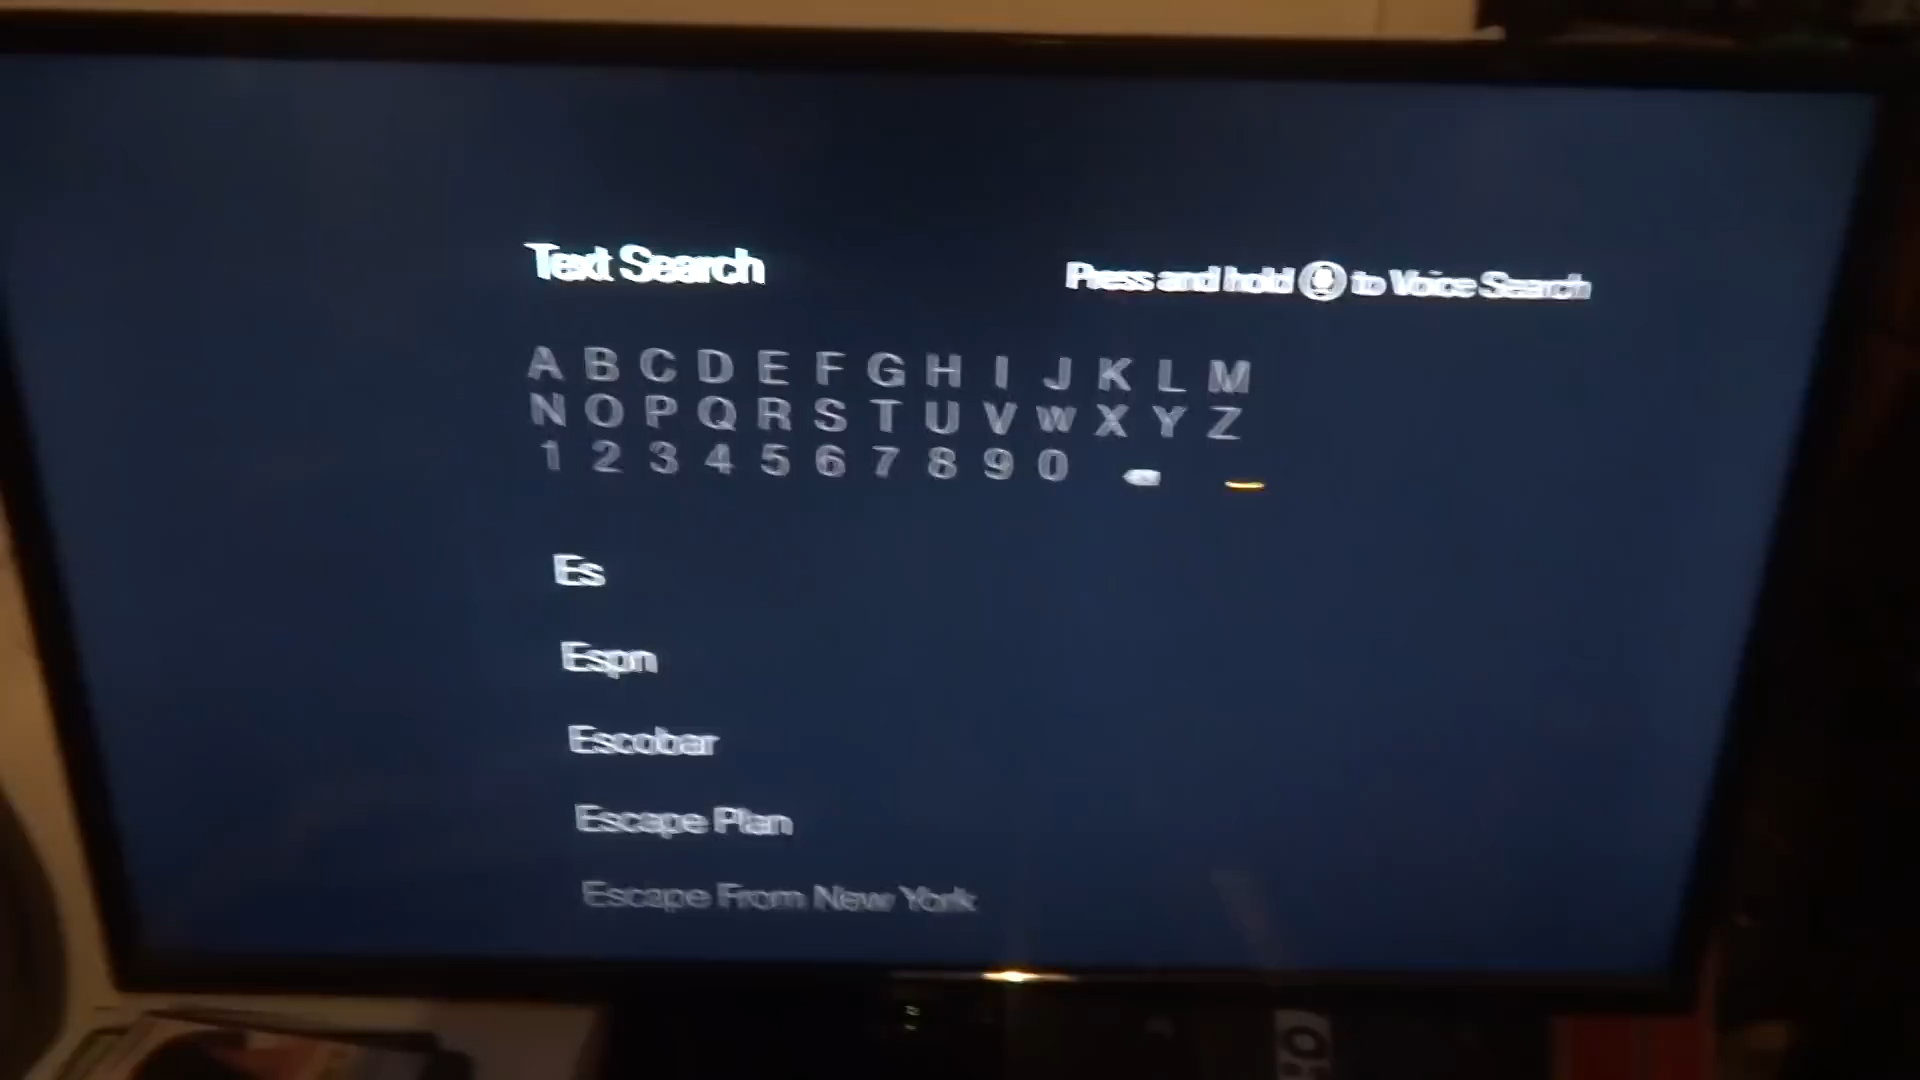 Text Search
Press and hold to Voice Search
A B C D E F G H I J K L M
N O P Q R S T U V W X Y Z
1 2 3 4 5 6 7 8 9 0
Es
Espn
Escobar
Escape Plan
Escape From New York